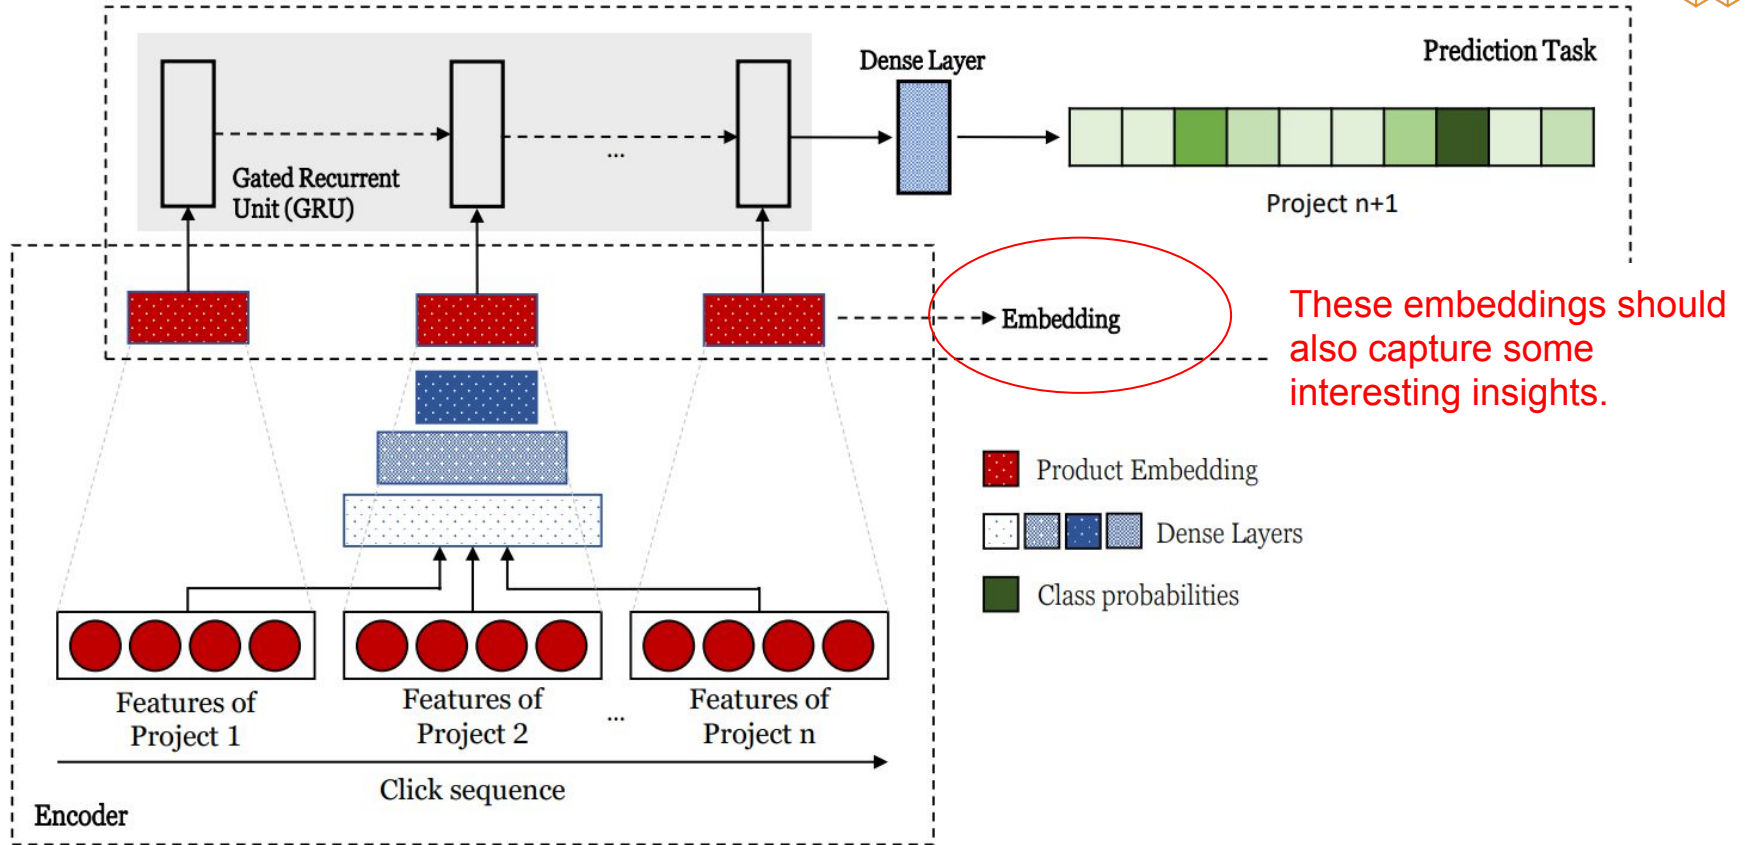 Prediction Task
Dense Layer
Gated Recurrent
Unit (GRU)
...
Project n+1
Embedding
These embeddings should
also capture some
interesting insights.
Product Embedding
Dense Layers
Class probabilities
Features of
Project 1
Features of
Project 2
...
Features of
Project n
Click sequence
Encoder